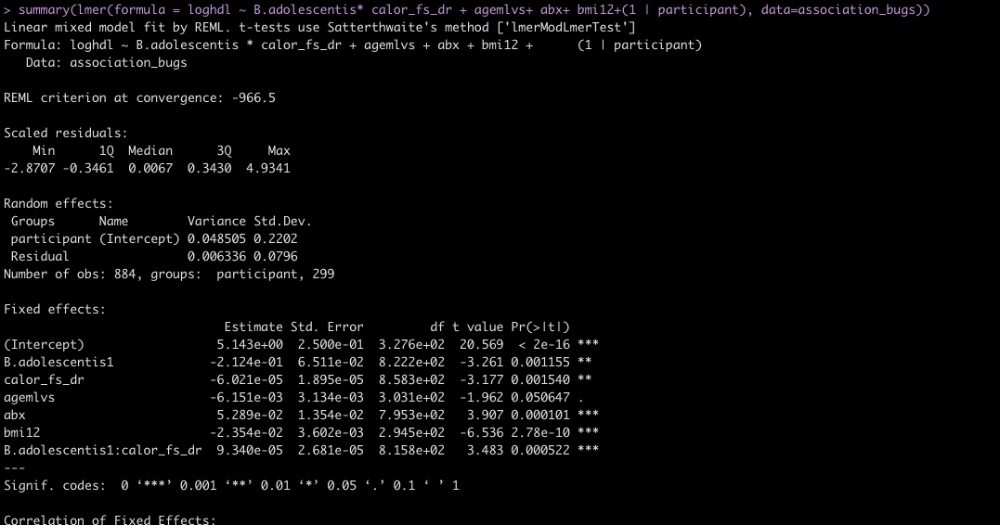 > summary(lmer(formula = loghdl ~ B.adolescentis* calor_fs_dr + agemlvs+ abx+ bmi12+(1 | participant), data=association_bugs))
Linear mixed model fit by REML. t-tests use Satterthwaite's method ['lmerModLmerTest']
Formula: loghdl ~ B.adolescentis * calor_fs_dr + agemlvs + abx + bmi12 +      (1 | participant)
   Data: association_bugs

REML criterion at convergence: -966.5

Scaled residuals:
    Min      1Q  Median      3Q     Max
-2.8707 -0.3461  0.0067  0.3430  4.9341

Random effects:
 Groups      Name        Variance Std.Dev.
 participant (Intercept) 0.048505 0.2202
 Residual                0.006336 0.0796
Number of obs: 884, groups:  participant, 299

Fixed effects:
                             Estimate Std. Error         df t value Pr(>|t|)
(Intercept)                 5.143e+00  2.500e-01  3.276e+02  20.569  < 2e-16 ***
B.adolescentis1            -2.124e-01  6.511e-02  8.222e+02  -3.261 0.001155 **
calor_fs_dr                -6.021e-05  1.895e-05  8.583e+02  -3.177 0.001540 **
agemlvs                    -6.151e-03  3.134e-03  3.031e+02  -1.962 0.050647 .
abx                         5.289e-02  1.354e-02  7.953e+02   3.907 0.000101 ***
bmi12                      -2.354e-02  3.602e-03  2.945e+02  -6.536 2.78e-10 ***
B.adolescentis1:calor_fs_dr  9.340e-05  2.681e-05  8.158e+02   3.483 0.000522 ***
---
Signif. codes:  0 ‘***’ 0.001 ‘**’ 0.01 ‘*’ 0.05 ‘.’ 0.1 ‘ ’ 1

Correlation of Fixed Effects: